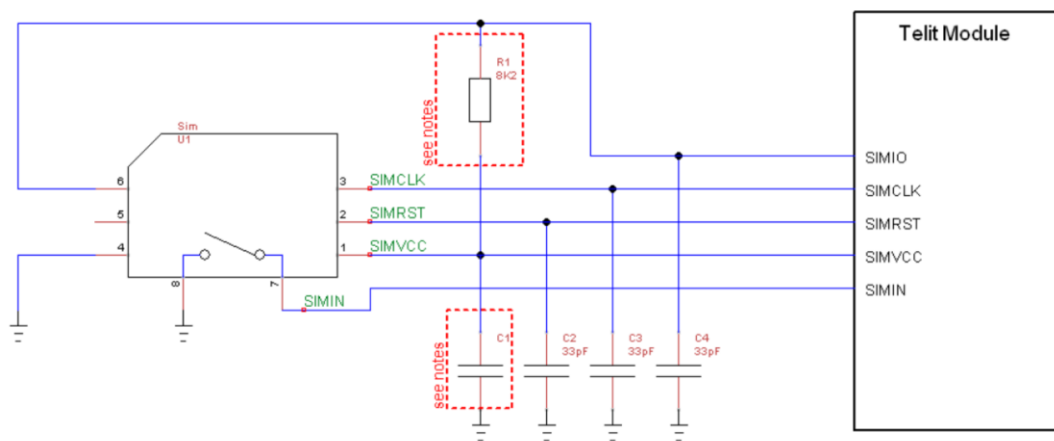 Telit Module
R1
8K2
see notes
Sim
U1
SIMIO
6
3
SIMCLK
SIMCLK
5
2
SIMRST
SIMRST
4
1
SIMVCC
SIMVCC
8
7
SIMIN
SIMIN
see notes
C1
C2
33pF
C3
33pF
C4
33pF